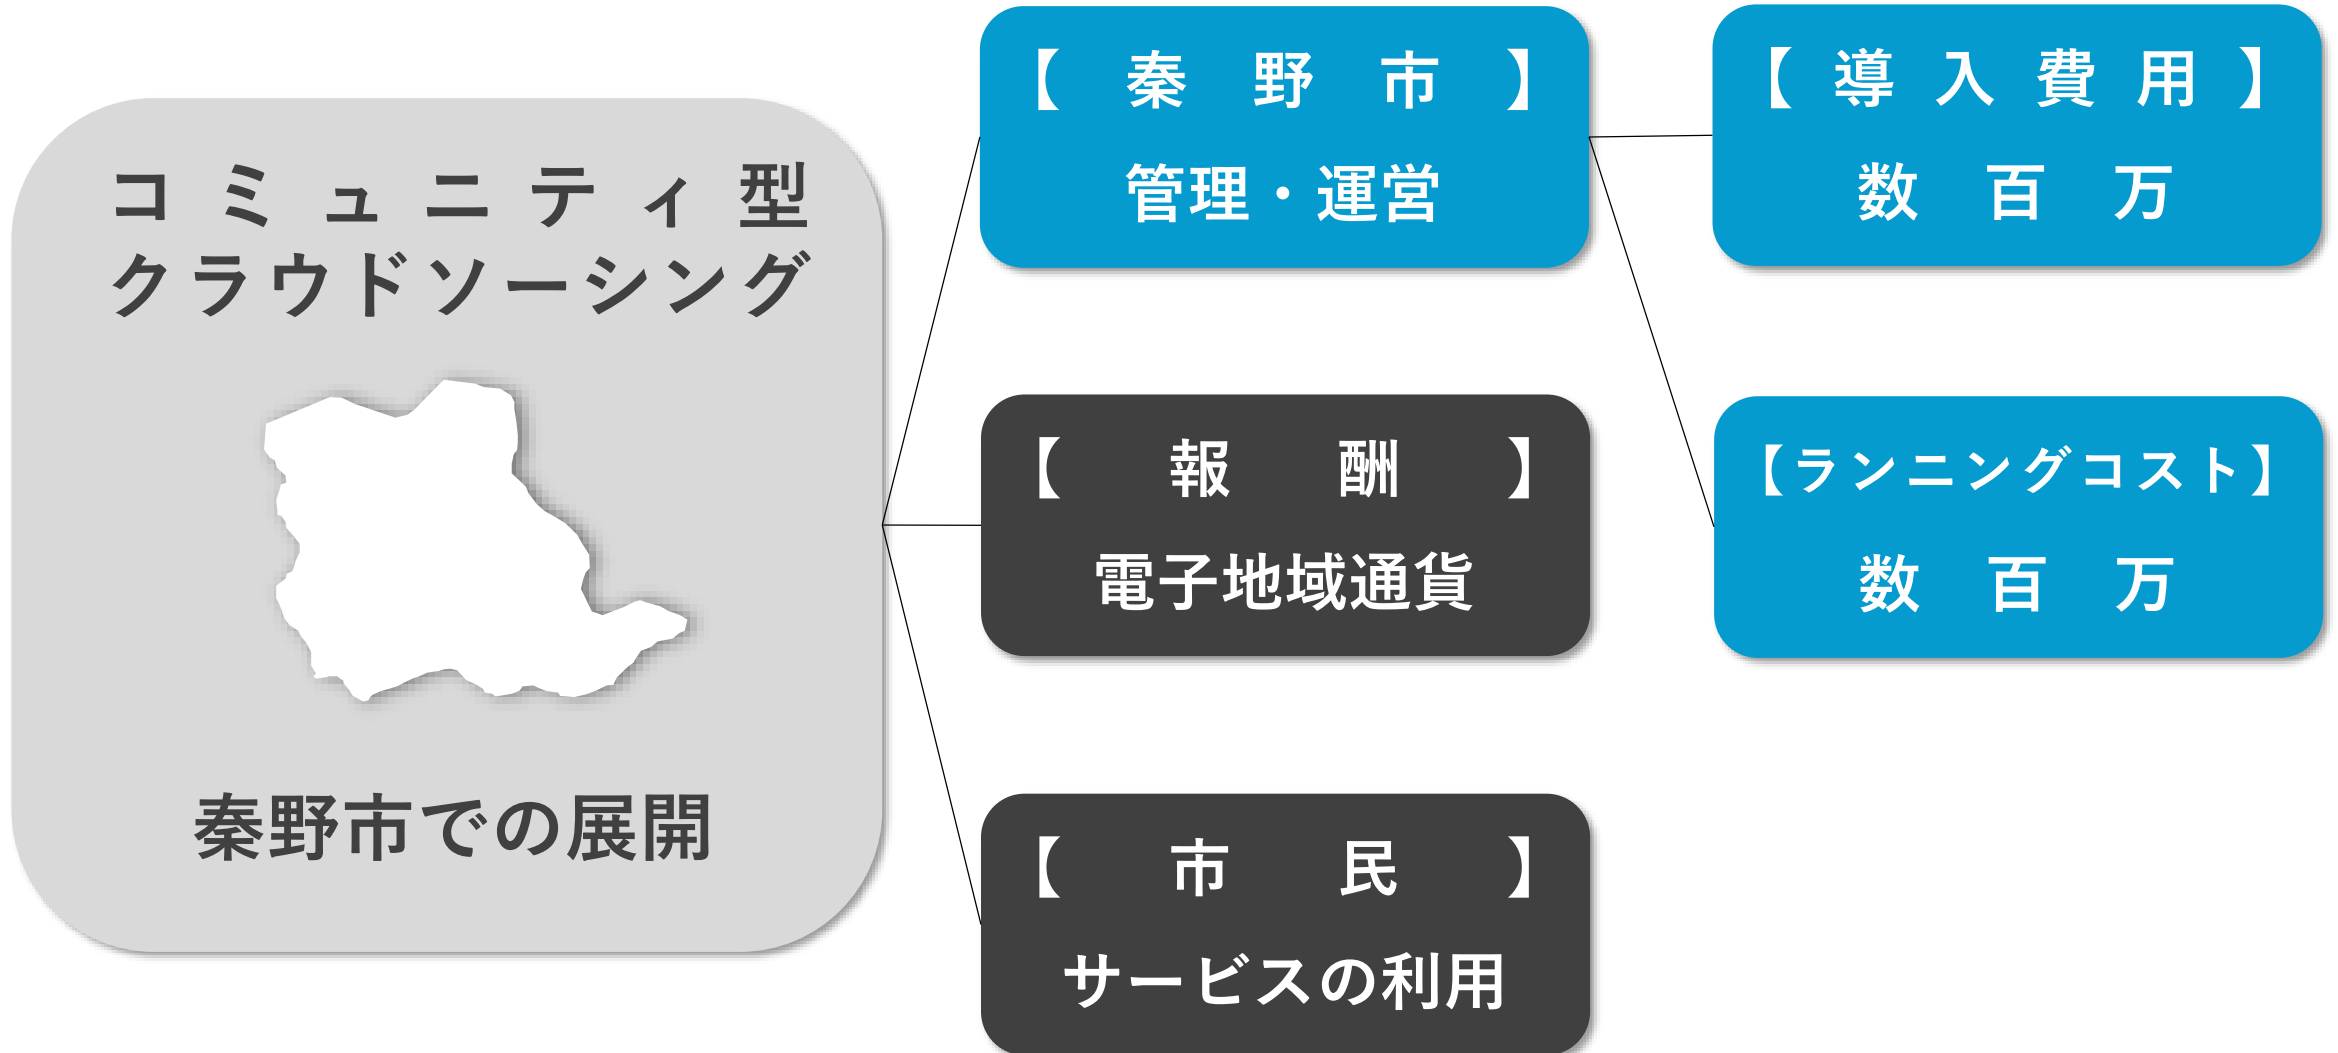 コミュニティ型
クラウドソーシング
秦野市での展開
【秦野市】
管理・運営
【報酬】
電子地域通貨
【市民】
サービスの利用
【導入費用】
数百万
【ランニングコスト】
数百万